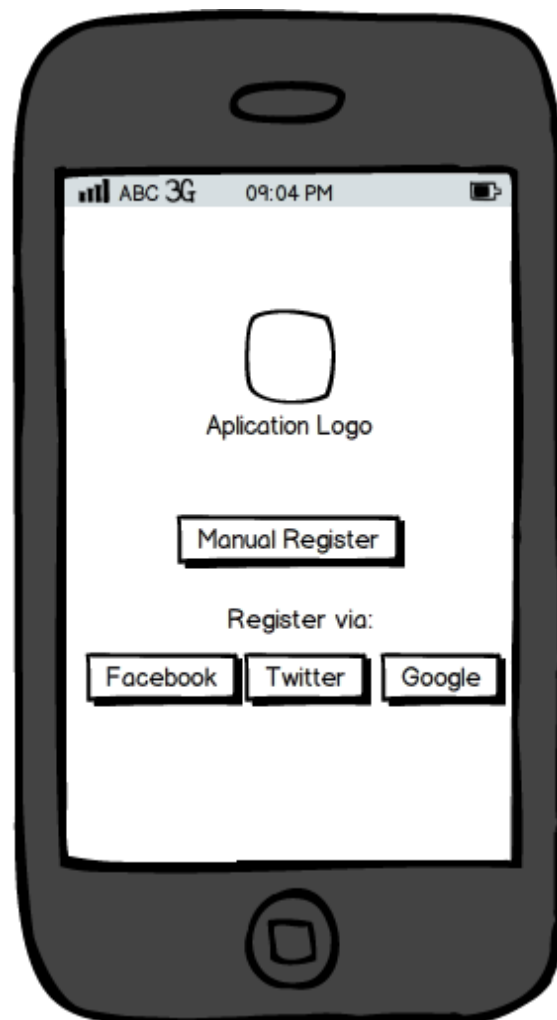 ABC 3G 09:04 PM
Aplication Logo
Manual Register
Register via:
Facebook Twitter Google